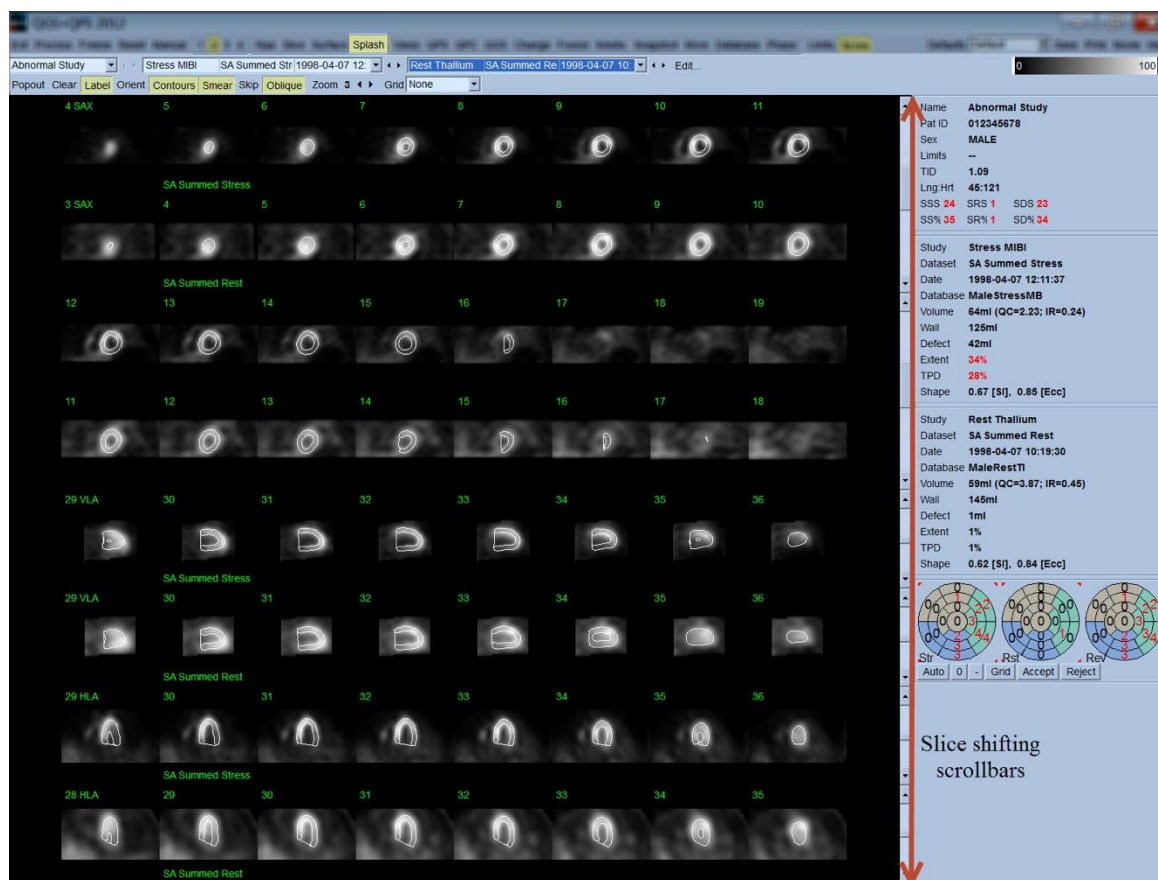 QGS+QPS 2012
Splash
Abnormal Study Stress MIBI SA Summed Str 1998-04-07 12: Rest Thallium SA Summed Re 1998-04-07 10: Edit...
0 100
Popout Clear Label Orient Contours Smear Skip Oblique Zoom 3 Grid None
4 SAX 5 6 7 8 9 10 11
SA Summed Stress
3 SAX 4 5 6 7 8 9 10
SA Summed Rest
12 13 14 15 16 17 18 19
11 12 13 14 15 16 17 18
29 VLA 30 31 32 33 34 35 36
SA Summed Stress
29 VLA 30 31 32 33 34 35 36
SA Summed Rest
29 HLA 30 31 32 33 34 35 36
SA Summed Stress
28 HLA 29 30 31 32 33 34 35
SA Summed Rest
Name Abnormal Study
Pat ID 012345678
Sex MALE
Limits --
TID 1.09
Lng:Hrt 45:121
SSS 24 SRS 1 SDS 23
SS% 35 SR% 1 SD% 34
Study Stress MIBI
Dataset SA Summed Stress
Date 1998-04-07 12:11:37
Database MaleStressMB
Volume 64ml (QC=2.23; IR=0.24)
Wall 125ml
Defect 42ml
Extent 34%
TPD 28%
Shape 0.67 [SI], 0.85 [Ecc]
Study Rest Thallium
Dataset SA Summed Rest
Date 1998-04-07 10:19:30
Database MaleRestTl
Volume 59ml (QC=3.87; IR=0.45)
Wall 145ml
Defect 1ml
Extent 1%
TPD 1%
Shape 0.62 [SI], 0.84 [Ecc]
Str Rst Rev
Auto 0 - Grid Accept Reject
Slice shifting
scrollbars